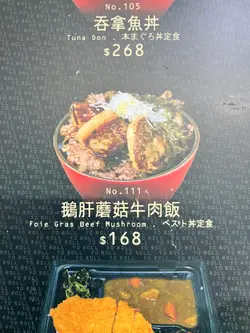 No.105
吞拿魚丼
Tuna Don . 本まぐろ丼定食
$268
No.111
鵝肝蘑菇牛肉飯
Foie Gras Beef Mushroom . ベスト丼定食
$168